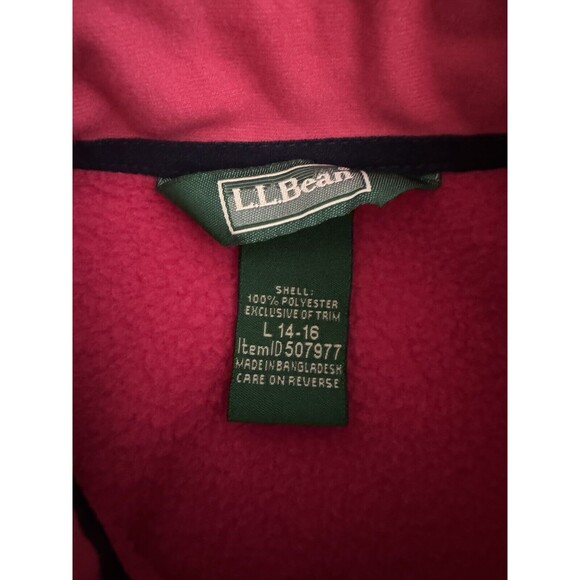 L.L.Bean
SHELL:
100% POLYESTER
EXCLUSIVE OF TRIM
L 14-16
ItemID 507977
MADE IN BANGLADESH
CARE ON REVERSE